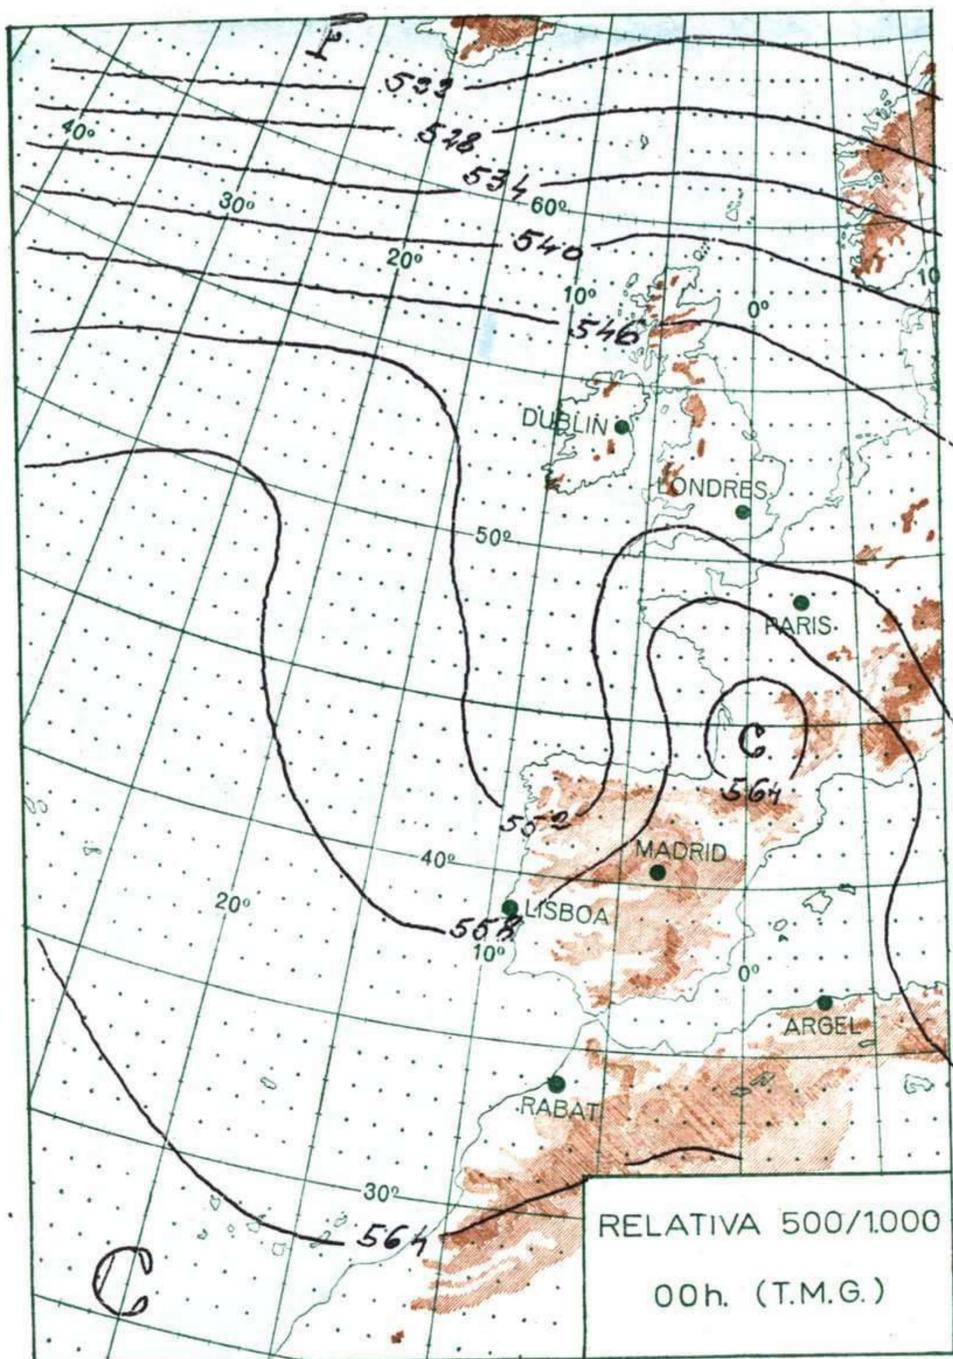 F
522
528
40º
534
30º
60º
540
20º
10º
10
0º
546
DUBLIN
LONDRES
50º
PARIS
C
564
552
40º
MADRID
20º
LISBOA
558
10º
0º
ARGEL
RABAT
30º
564
C
RELATIVA 500/1.000
00h. (T.M.G.)